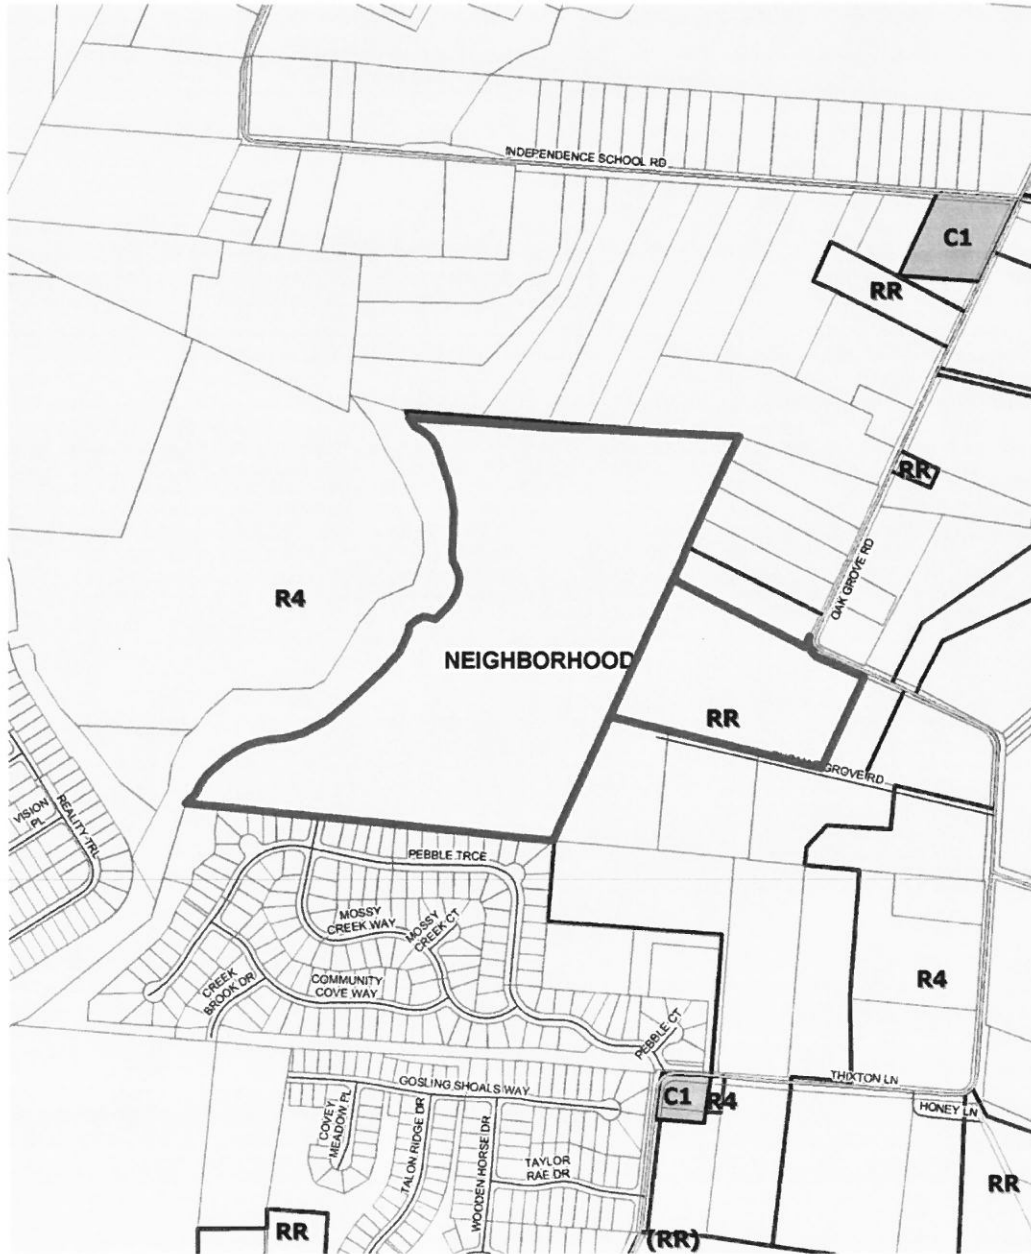 INDEPENDENCE SCHOOL RD
C1
RR
RR
OAK GROVE RD
R4
NEIGHBORHOOD
RR
GROVE RD
VISION
PL
REALITY TRL
PEBBLE TRCE
MOSSY
CREEK WAY
MOSSY
CREEK CT
CREEK
BROOK DR
COMMUNITY
COVE WAY
R4
PEBBLE CT
THIXTON LN
GOSLING SHOALS WAY
C1
R4
HONEY LN
COVEY
MEADOW PL
TALON RIDGE DR
WOODEN HORSE DR
TAYLOR
RAE DR
RR
RR
(RR)